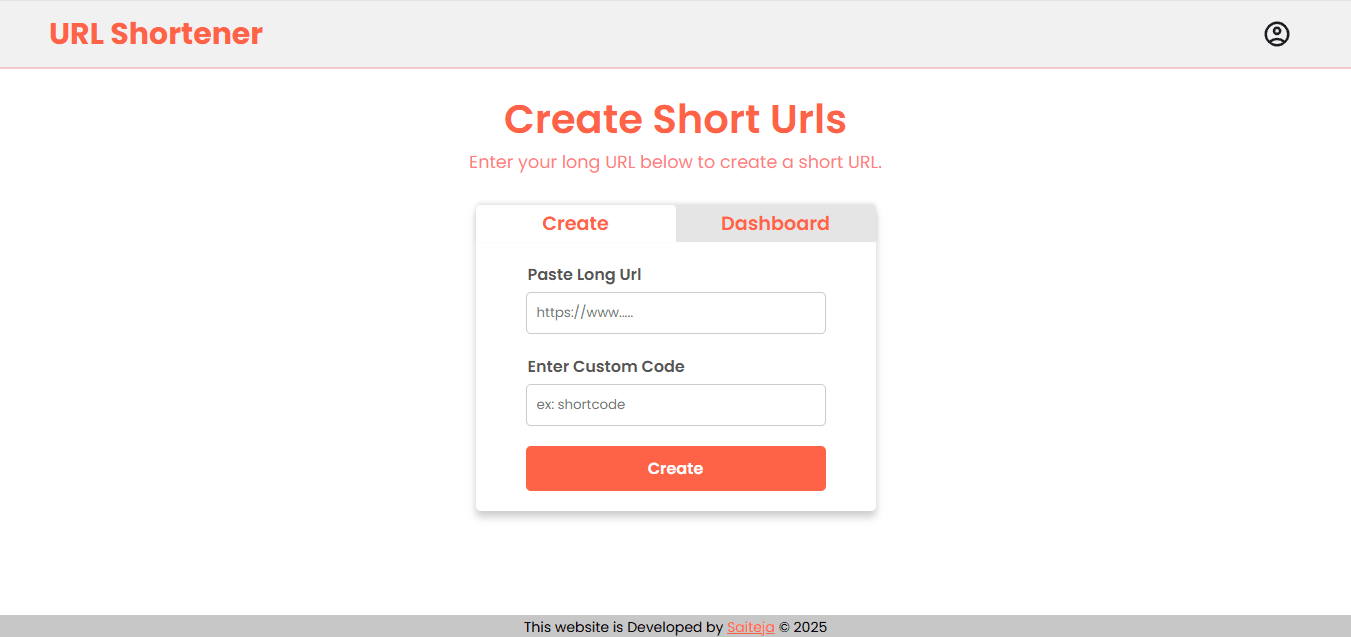 URL Shortener
Create Short Urls
Enter your long URL below to create a short URL.
Create Dashboard
Paste Long Url
https://www.....
Enter Custom Code
ex: shortcode
Create
This website is Developed by Saiteja © 2025